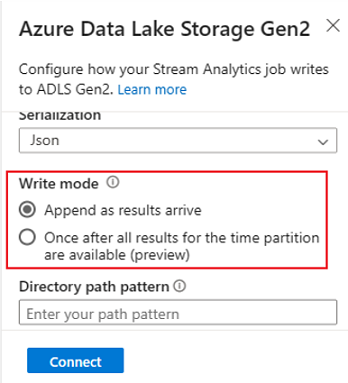 Azure Data Lake Storage Gen2
Configure how your Stream Analytics job writes
to ADLS Gen2. Learn more
Serialization
Json
Write mode
Append as results arrive
Once after all results for the time partition
are available (preview)
Directory path pattern
Enter your path pattern
Connect